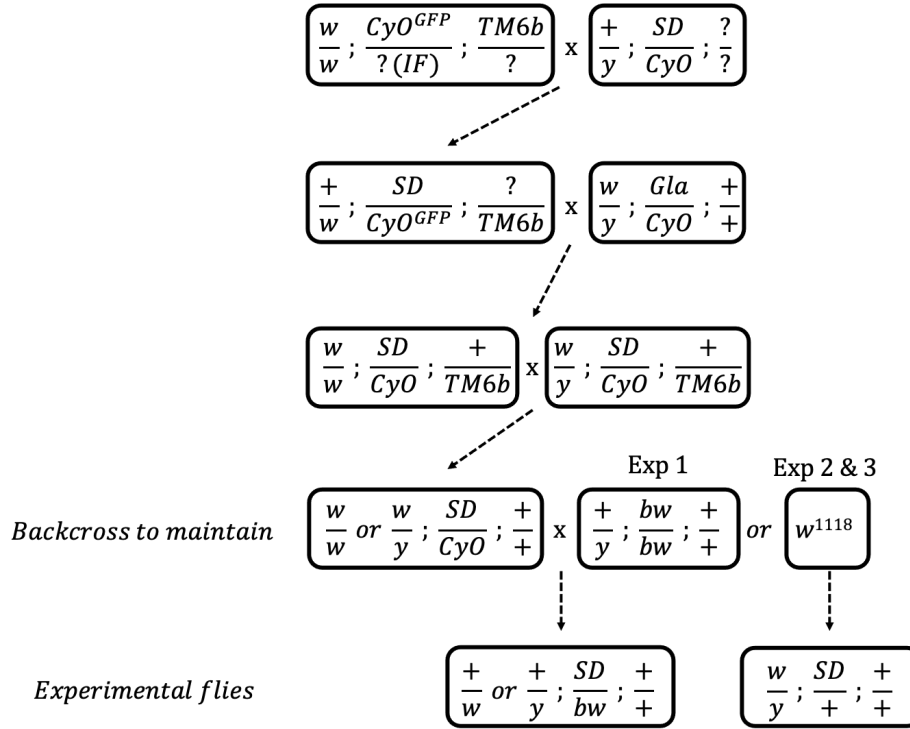 w/w ; CyO^GFP/? (IF) ; TM6b/? x +/y ; SD/CyO ; ?/?
+/w ; SD/CyO^GFP ; ?/TM6b x w/y ; Gla/CyO ; +/+
w/w ; SD/CyO ; +/TM6b x w/y ; SD/CyO ; +/TM6b
Exp 1 Exp 2 & 3
Backcross to maintain w/w or w/y ; SD/CyO ; +/+ x +/y ; bw/bw ; +/+ or w^1118
Experimental flies +/w or +/y ; SD/bw ; +/+ w/y ; SD/+ ; +/+